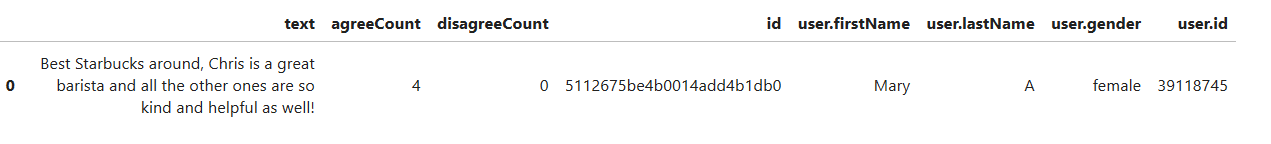 text agreeCount disagreeCount id user.firstName user.lastName user.gender user.id
Best Starbucks around, Chris is a great
barista and all the other ones are so
0 4 0 5112675be4b0014add4b1db0 Mary A female 39118745
kind and helpful as well!